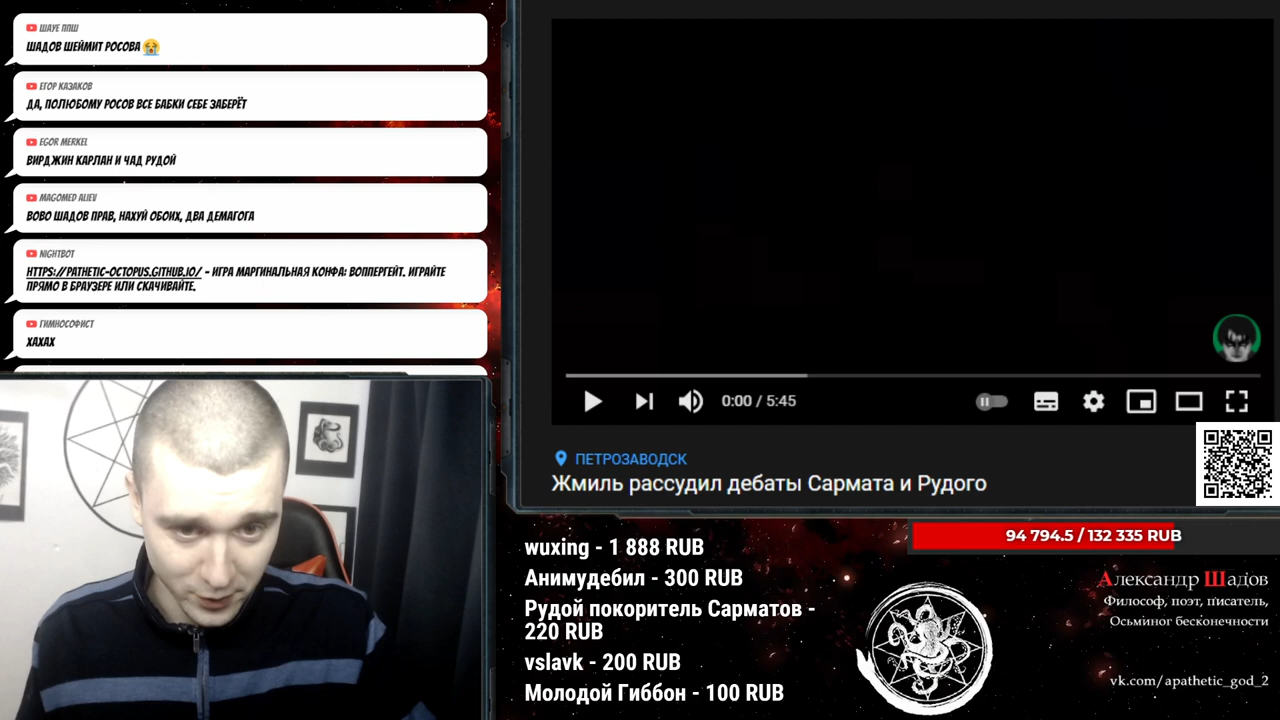 ШАУЕ ППШ
ШАДОВ ШЕЙМИТ РОСОВА
ЕГОР КАЗАКОВ
ДА, ПОЛЮБОМУ РОСОВ ВСЕ БАБКИ СЕБЕ ЗАБЕРЁТ
EGOR MERKEL
ВИРДЖИН КАРЛАН И ЧАД РУДОЙ
MAGOMED ALIEV
ВОВО ШАДОВ ПРАВ, НАХУЙ ОБОИХ, ДВА ДЕМАГОГА
NIGHTBOT
HTTPS://PATHETIC-OCTOPUS.GITHUB.IO/ - ИГРА МАРГИНАЛЬНАЯ КОНФА: ВОППЕРГЕЙТ. ИГРАЙТЕ
ПРЯМО В БРАУЗЕРЕ ИЛИ СКАЧИВАЙТЕ.
ГИМНОСОФИСТ
ХАХАХ
0:00 / 5:45
ПЕТРОЗАВОДСК
Жмиль рассудил дебаты Сармата и Рудого
94 794.5 / 132 335 RUB
wuxing - 1 888 RUB
Анимудебил - 300 RUB
Рудой покоритель Сарматов -
220 RUB
vslavk - 200 RUB
Молодой Гиббон - 100 RUB
Александр Шадов
Философ, поэт, писатель,
Осьминог бесконечности
vk.com/apathetic_god_2